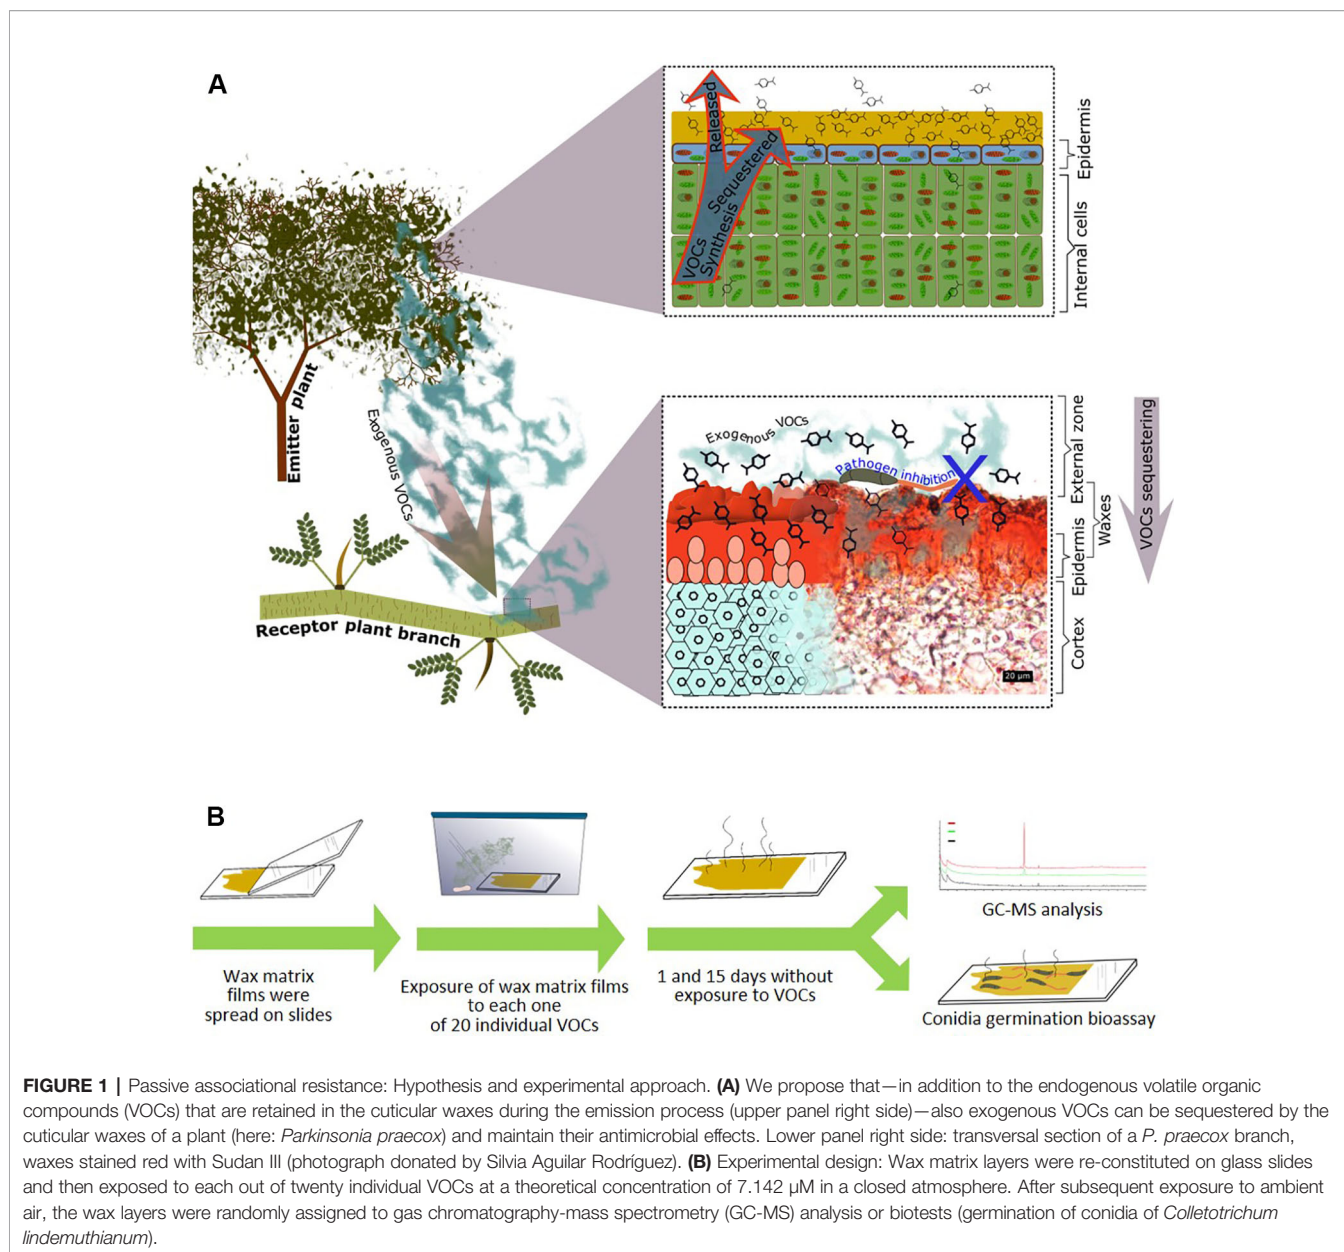 A
Released
Sequestered
VOCs
Synthesis
Epidermis
Internal cells
Emitter plant
Exogenous VOCs
Receptor plant branch
Exogenous VOCs
Pathogen inhibition
X
20 µm
External zone
Waxes
Epidermis
Cortex
VOCs sequestering
B
Wax matrix
films were
spread on slides
Exposure of wax matrix films
to each one
of 20 individual VOCs
1 and 15 days without
exposure to VOCs
GC-MS analysis
Conidia germination bioassay
FIGURE 1 | Passive associational resistance: Hypothesis and experimental approach. (A) We propose that—in addition to the endogenous volatile organic
compounds (VOCs) that are retained in the cuticular waxes during the emission process (upper panel right side)—also exogenous VOCs can be sequestered by the
cuticular waxes of a plant (here: Parkinsonia praecox) and maintain their antimicrobial effects. Lower panel right side: transversal section of a P. praecox branch,
waxes stained red with Sudan III (photograph donated by Silvia Aguilar Rodríguez). (B) Experimental design: Wax matrix layers were re-constituted on glass slides
and then exposed to each out of twenty individual VOCs at a theoretical concentration of 7.142 µM in a closed atmosphere. After subsequent exposure to ambient
air, the wax layers were randomly assigned to gas chromatography-mass spectrometry (GC-MS) analysis or biotests (germination of conidia of Colletotrichum
lindemuthianum).